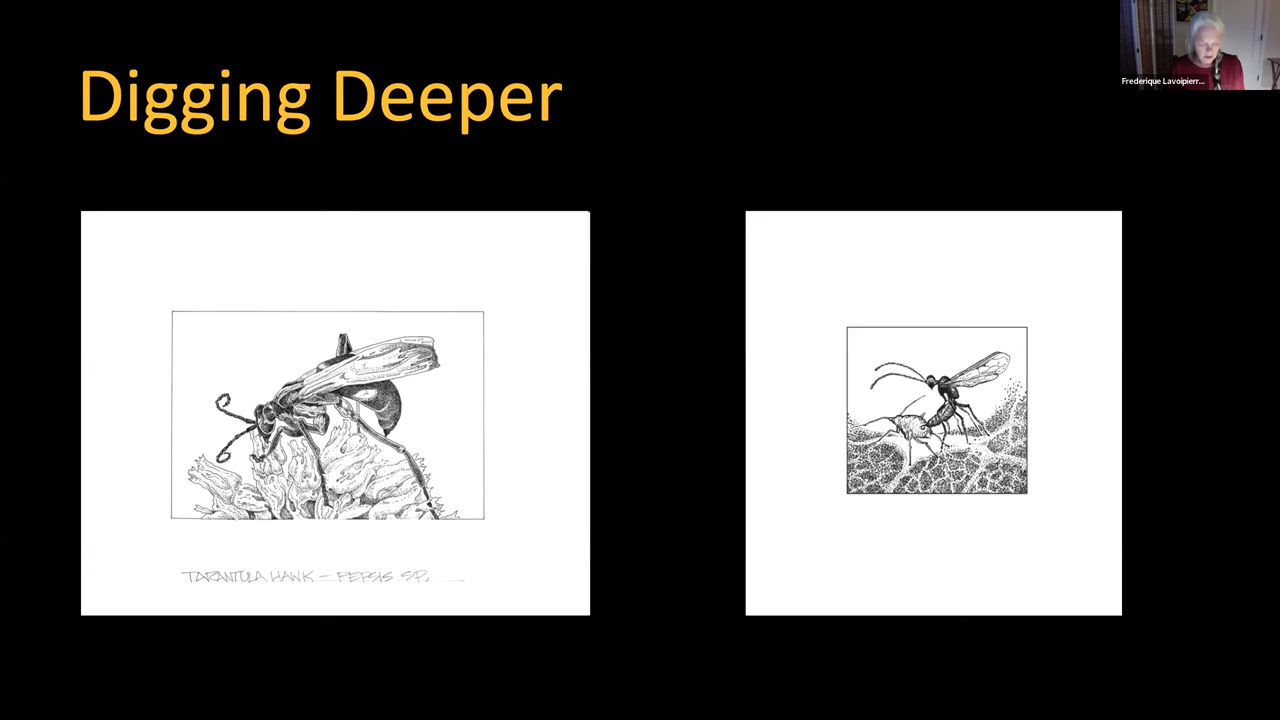 Digging Deeper
Frederique Lavoipierr...
TARANTULA HAWK — PEPSIS SP.